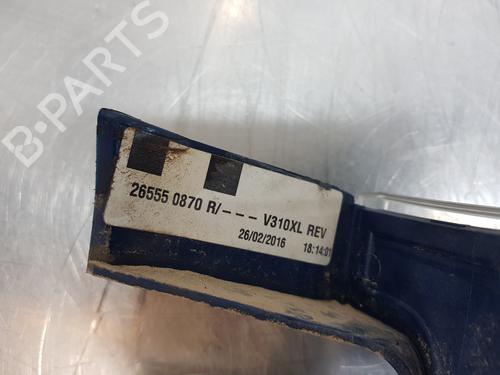 B-PARTS
26555 0870 R/--- V310XL REV
26/02/2016 18:14:01